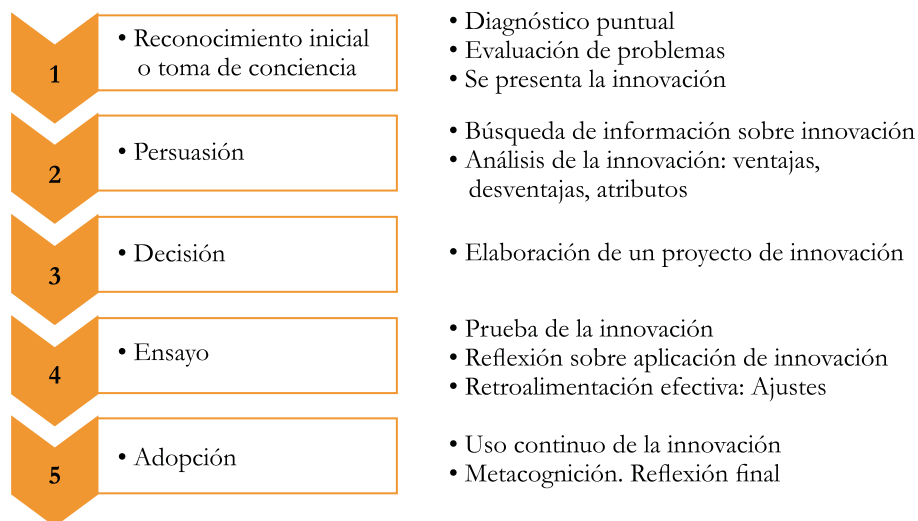 1
• Reconocimiento inicial
o toma de conciencia
• Diagnóstico puntual
• Evaluación de problemas
• Se presenta la innovación
2
• Persuasión
• Búsqueda de información sobre innovación
• Análisis de la innovación: ventajas,
desventajas, atributos
3
• Decisión
• Elaboración de un proyecto de innovación
4
• Ensayo
• Prueba de la innovación
• Reflexión sobre aplicación de innovación
• Retroalimentación efectiva: Ajustes
5
• Adopción
• Uso continuo de la innovación
• Metacognición. Reflexión final